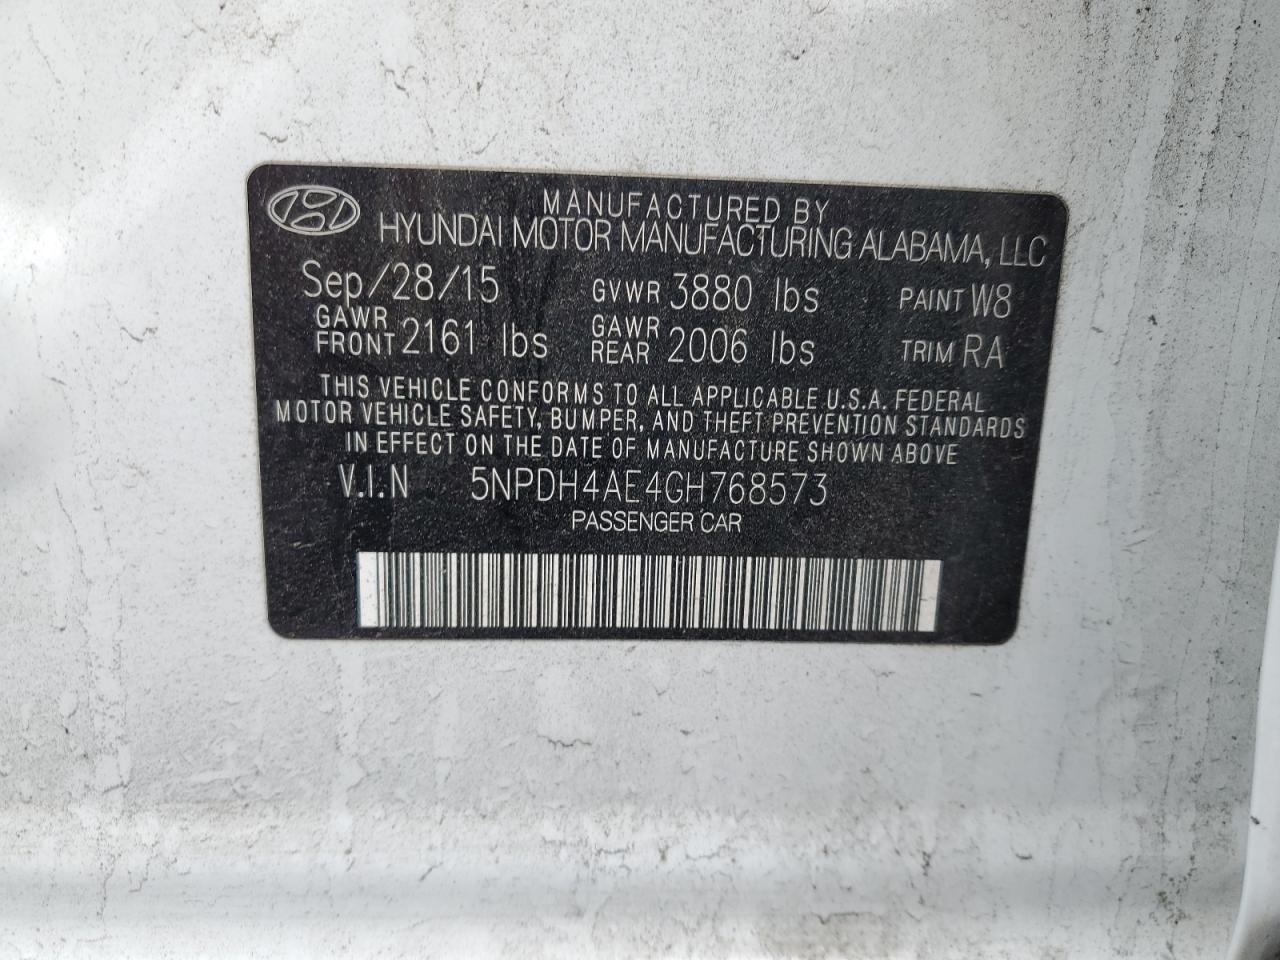 MANUFACTURED BY
HYUNDAI MOTOR MANUFACTURING ALABAMA, LLC
Sep/28/15 GVWR 3880 lbs PAINT W8
GAWR FRONT 2161 lbs GAWR REAR 2006 lbs TRIM RA
THIS VEHICLE CONFORMS TO ALL APPLICABLE U.S.A. FEDERAL
MOTOR VEHICLE SAFETY, BUMPER, AND THEFT PREVENTION STANDARDS
IN EFFECT ON THE DATE OF MANUFACTURE SHOWN ABOVE
V.I.N 5NPDH4AE4GH768573
PASSENGER CAR